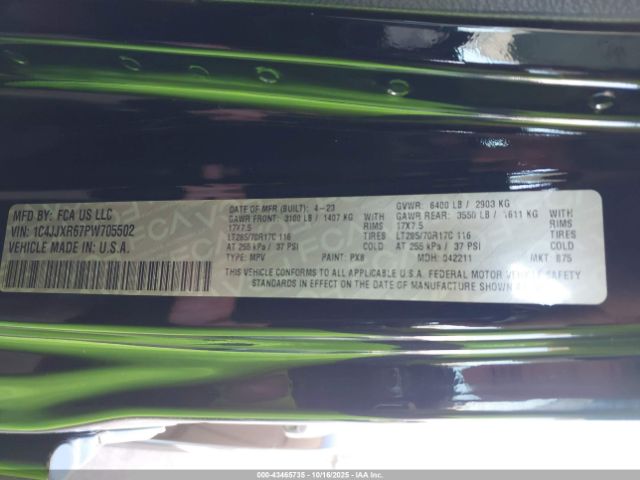 MFD BY: FCA US LLC
VIN: 1C4JJXR67PW705502
VEHICLE MADE IN: U.S.A.
DATE OF MFR (BUILT): 4-23 GVWR: 6400 LB / 2903 KG
GAWR FRONT: 3100 LB / 1407 KG GAWR REAR: 3550 LB / 1611 KG
17X7.5 RIMS 17X7.5 RIMS
LT285/70R17C 116 TIRES LT285/70R17C 116 TIRES
AT 255 kPa / 37 PSI COLD AT 255 kPa / 37 PSI COLD
TYPE: MPV PAINT: PX8 MDH: 042211 MKT 875
THIS VEHICLE CONFORMS TO ALL APPLICABLE U.S.A. FEDERAL MOTOR VEHICLE SAFETY
STANDARDS IN EFFECT ON THE DATE OF MANUFACTURE SHOWN
000-43465735 - 10/16/2025 - COPYRIGHT © IAA, LLC.